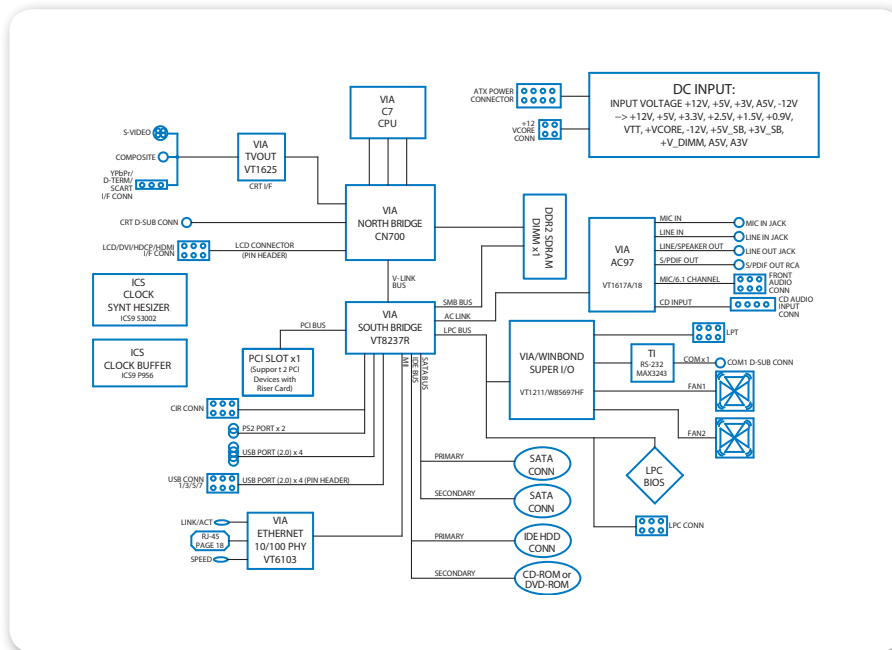 VIA
C7
CPU
ATX POWER
CONNECTOR
+12
VCORE
CONN
DC INPUT:
INPUT VOLTAGE +12V, +5V, +3V, A5V, -12V
--> +12V, +5V, +3.3V, +2.5V, +1.5V, +0.9V,
VTT, +VCORE, -12V, +5V_SB, +3V_SB,
+V_DIMM, A5V, A3V
S-VIDEO
COMPOSITE
YPbPr/
D-TERM/
SCART
I/F CONN
VIA
TVOUT
VT1625
CRT I/F
CRT D-SUB CONN
LCD/DVI/HDCP/HDMI
I/F CONN
LCD CONNECTOR
(PIN HEADER)
VIA
NORTH BRIDGE
CN700
DDR2 SDRAM
DIMM x1
VIA
AC97
VT1617A/18
MIC IN
LINE IN
LINE/SPEAKER OUT
S/PDIF OUT
MIC/6.1 CHANNEL
CD INPUT
MIC IN JACK
LINE IN JACK
LINE OUT JACK
S/PDIF OUT RCA
FRONT
AUDIO
CONN
CD AUDIO
INPUT
CONN
ICS
CLOCK
SYNT HESIZER
ICS9 53002
ICS
CLOCK BUFFER
ICS9 P956
V-LINK
BUS
VIA
SOUTH BRIDGE
VT8237R
SMB BUS
AC LINK
LPC BUS
PCI BUS
PCI SLOT x1
(Support 2 PCI
Devices with
Riser Card)
MII
IDE BUS
SATA BUS
VIA/WINBOND
SUPER I/O
VT1211/W85697HF
LPT
TI
RS-232
MAX3243
COM x 1
COM1 D-SUB CONN
FAN1
FAN2
CIR CONN
PS2 PORT x 2
USB PORT (2.0) x 4
USB CONN
1/3/5/7
USB PORT (2.0) x 4 (PIN HEADER)
PRIMARY
SATA
CONN
SECONDARY
SATA
CONN
LPC
BIOS
LPC CONN
LINK/ACT
RJ-45
PAGE 18
SPEED
VIA
ETHERNET
10/100 PHY
VT6103
PRIMARY
IDE HDD
CONN
SECONDARY
CD-ROM or
DVD-ROM